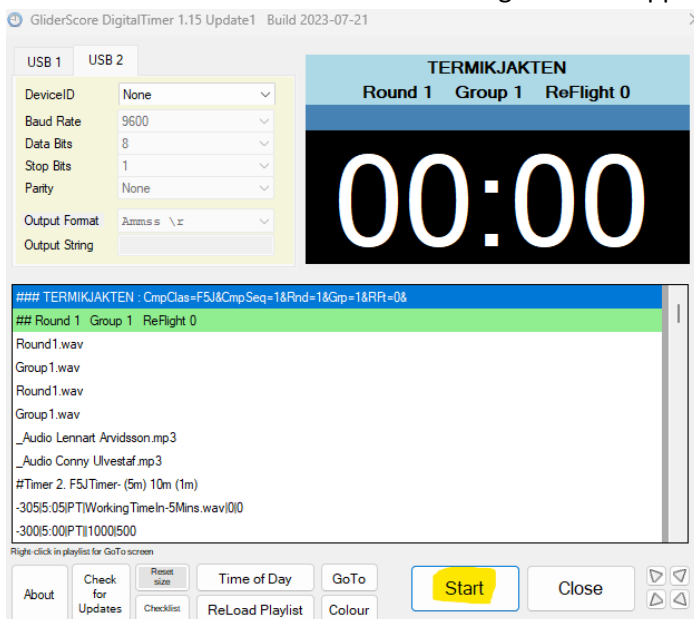 GliderScore DigitalTimer 1.15 Update1 Build 2023-07-21
USB 1 USB 2
DeviceID None
Baud Rate 9600
Data Bits 8
Stop Bits 1
Parity None
Output Format Ammss \r
Output String
TERMIKJAKTEN
Round 1 Group 1 ReFlight 0
00:00
### TERMIKJAKTEN : CmpClas=F5J&CmpSeq=1&Rnd=1&Grp=1&RFt=0&
## Round 1 Group 1 ReFlight 0
Round1.wav
Group1.wav
Round1.wav
Group1.wav
_Audio Lennart Arvidsson.mp3
_Audio Conny Ulvestaf.mp3
#Timer 2. F5JTimer- (5m) 10m (1m)
-305|5:05|PT|WorkingTimeIn-5Mins.wav|0|0
-300|5:00|PT||1000|500
Right-click in playlist for GoTo screen
About
Check for Updates
Reset size
Checklist
Time of Day
ReLoad Playlist
GoTo
Colour
Start
Close